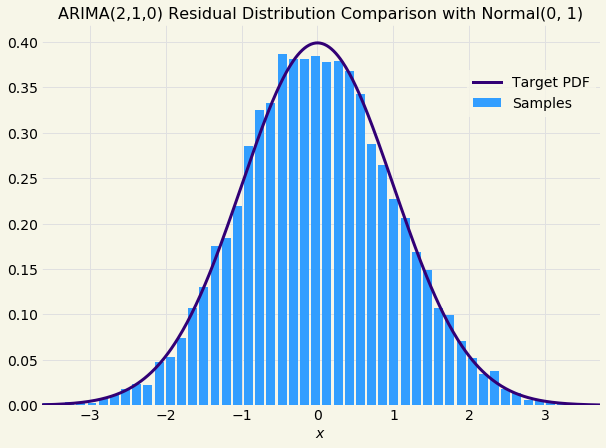 ARIMA(2,1,0) Residual Distribution Comparison with Normal(0, 1)
0.40
0.35
0.30
0.25
0.20
0.15
0.10
0.05
0.00
Target PDF
Samples
−3 −2 −1 0 1 2 3
x